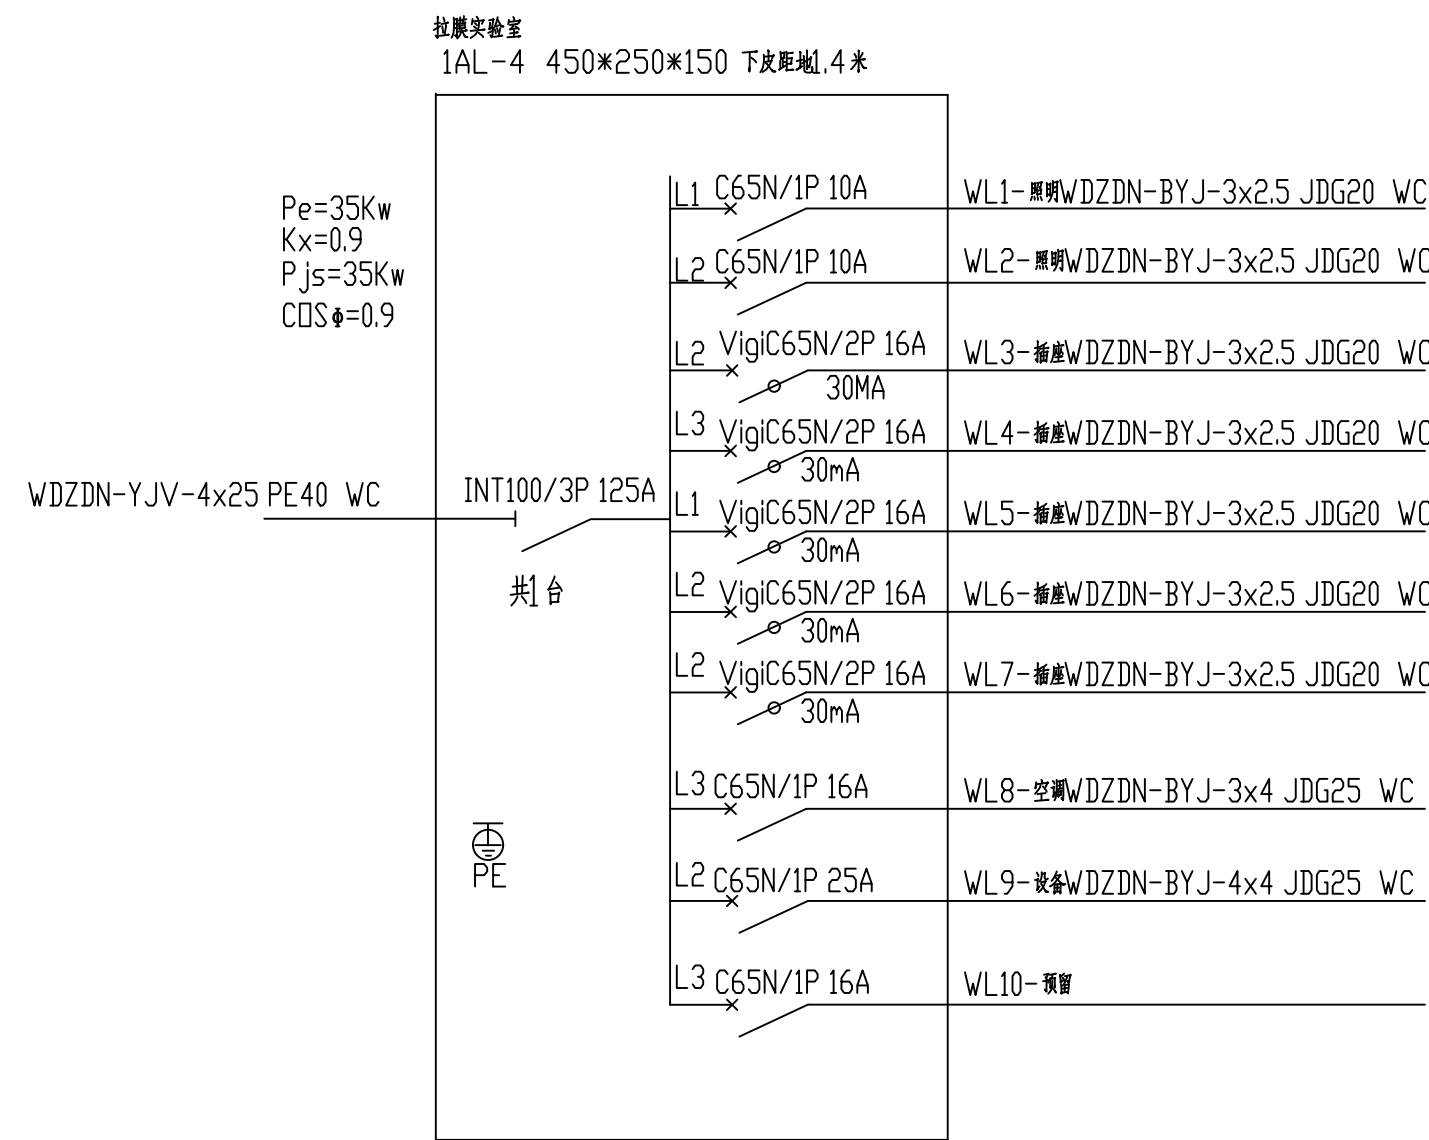 拉膜实验室
1AL-4 450*250*150 下皮距地1.4米
Pe=35Kw
Kx=0.9
Pjs=35Kw
COSΦ=0.9
WDZDN-YJV-4x25 PE40 WC
INT100/3P 125A
共1台
PE
L1 C65N/1P 10A WL1-照明WDZDN-BYJ-3x2.5 JDG20 WC
L2 C65N/1P 10A WL2-照明WDZDN-BYJ-3x2.5 JDG20 WC
L2 VigiC65N/2P 16A WL3-插座WDZDN-BYJ-3x2.5 JDG20 WC
30MA
L3 VigiC65N/2P 16A WL4-插座WDZDN-BYJ-3x2.5 JDG20 WC
30mA
L1 VigiC65N/2P 16A WL5-插座WDZDN-BYJ-3x2.5 JDG20 WC
30mA
L2 VigiC65N/2P 16A WL6-插座WDZDN-BYJ-3x2.5 JDG20 WC
30mA
L2 VigiC65N/2P 16A WL7-插座WDZDN-BYJ-3x2.5 JDG20 WC
30mA
L3 C65N/1P 16A WL8-空调WDZDN-BYJ-3x4 JDG25 WC
L2 C65N/1P 25A WL9-设备WDZDN-BYJ-4x4 JDG25 WC
L3 C65N/1P 16A WL10-预留